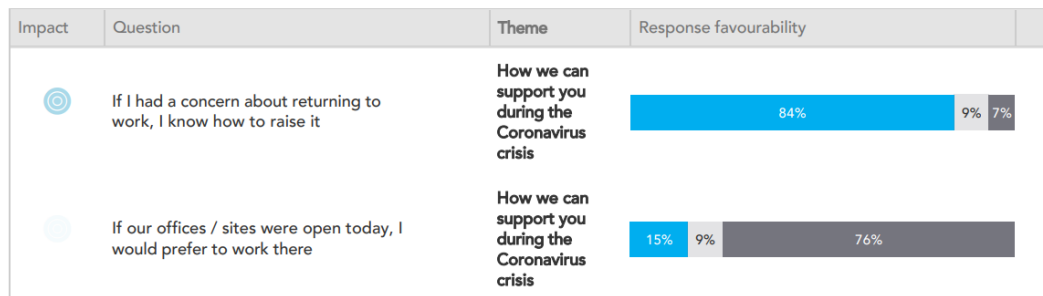 Impact Question Theme Response favourability
If I had a concern about returning to
work, I know how to raise it
How we can
support you
during the
Coronavirus
crisis
84% 9% 7%
If our offices / sites were open today, I
would prefer to work there
How we can
support you
during the
Coronavirus
crisis
15% 9% 76%